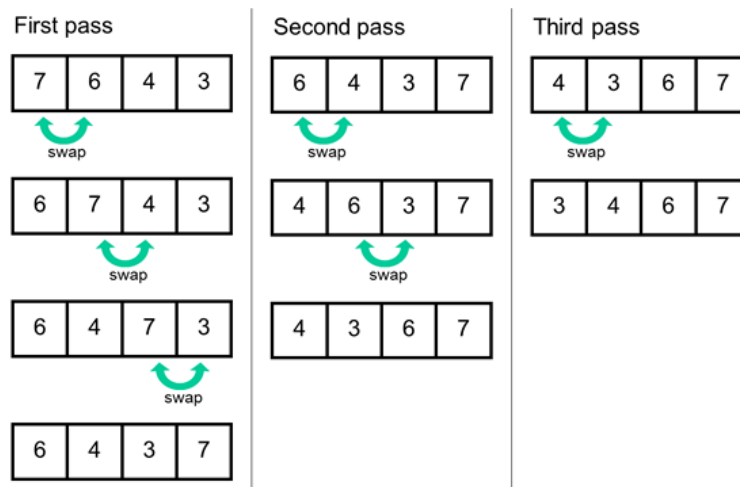 First pass
7 6 4 3
swap
6 7 4 3
swap
6 4 7 3
swap
6 4 3 7
Second pass
6 4 3 7
swap
4 6 3 7
swap
4 3 6 7
Third pass
4 3 6 7
swap
3 4 6 7